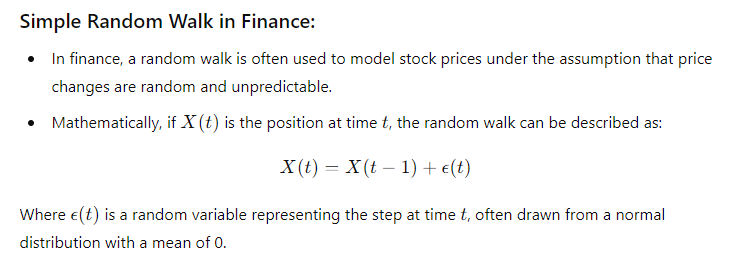 Simple Random Walk in Finance:
• In finance, a random walk is often used to model stock prices under the assumption that price
changes are random and unpredictable.
• Mathematically, if X(t) is the position at time t, the random walk can be described as:
X(t) = X(t − 1) + ϵ(t)
Where ϵ(t) is a random variable representing the step at time t, often drawn from a normal
distribution with a mean of 0.